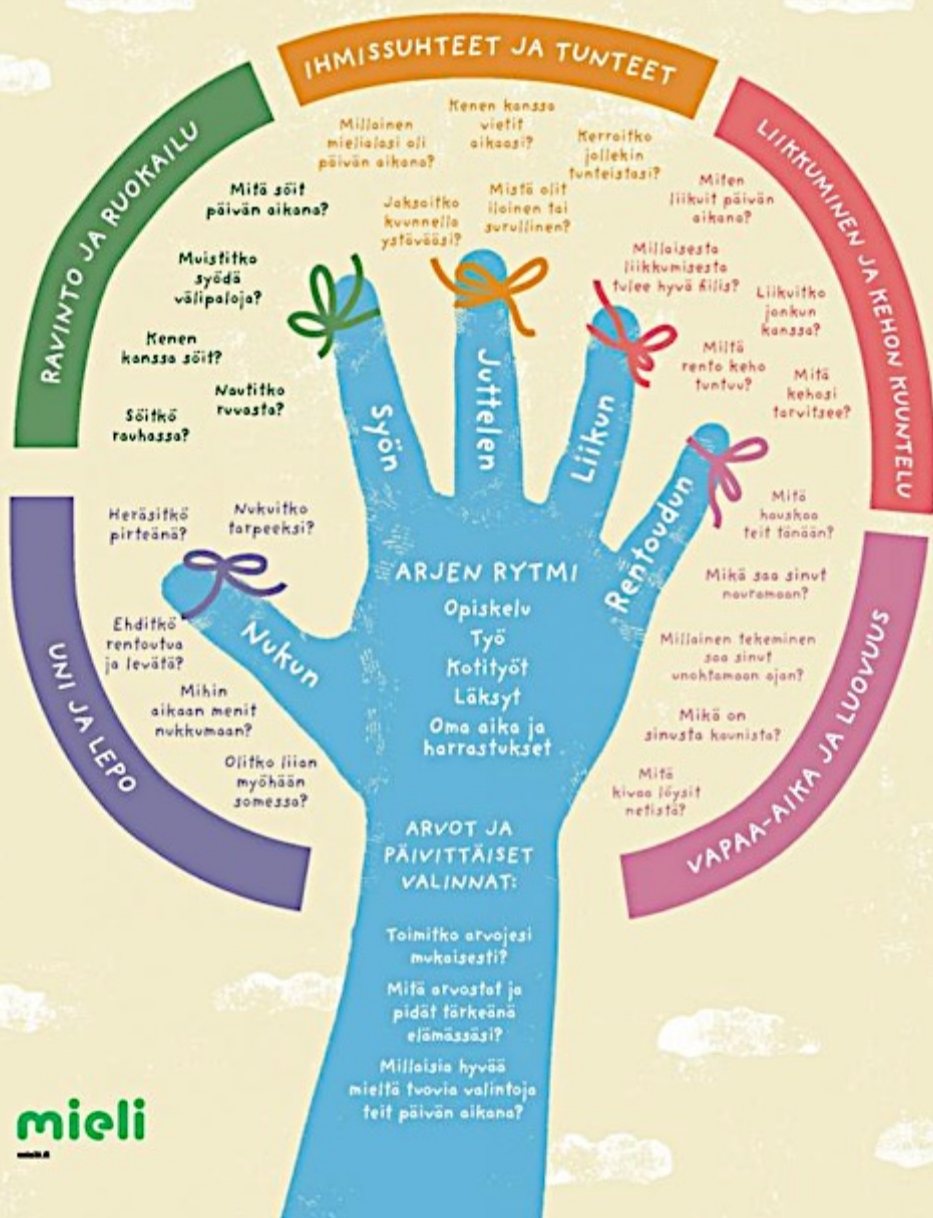 IHMISSUHTEET JA TUNTEET
Millainen
mielialasi oli
päivän aikana?
Kenen kanssa
vietit
aikaasi?
Kerroitko
jollekin
tunteistasi?
Jaksoitko
kuunnella
ystävääsi?
Mistä olit
iloinen tai
surullinen?
RAVINTO JA RUOKAILU
Mitä söit
päivän aikana?
Muistitko
syödä
välipaloja?
Kenen
kanssa söit?
Nautitko
ruoasta?
Söitkö
rauhassa?
LIIKKUMINEN JA KEHON KUUNTELU
Miten
liikuit päivän
aikana?
Millaisesta
liikkumisesta
tulee hyvä fiilis?
Liikuitko
jonkun
kanssa?
Miltä
rento keho
tuntuu?
Mitä
kehosi
tarvitsee?
UNI JA LEPO
Heräsitkö
pirteänä?
Nukuitko
tarpeeksi?
Ehditkö
rentoutua
ja levätä?
Mihin
aikaan menit
nukkumaan?
Olitko liian
myöhään
somessa?
VAPAA-AIKA JA LUOVUUS
Mitä
hauskaa
teit tänään?
Mikä saa sinut
nauramaan?
Millainen tekeminen
saa sinut
unohtamaan ajan?
Mikä on
sinusta kaunista?
Mitä
kivaa löysit
netistä?
Nukun
Syön
Juttelen
Liikun
Rentoudun
ARJEN RYTMI
Opiskelu
Työ
Kotityöt
Läksyt
Oma aika ja
harrastukset
ARVOT JA
PÄIVITTÄISET
VALINNAT:
Toimitko arvojesi
mukaisesti?
Mitä arvostat ja
pidät tärkeänä
elämässäsi?
Millaisia hyvää
mieltä tuovia valintoja
teit päivän aikana?
mieli